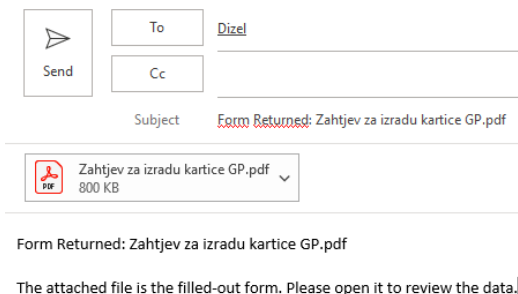 To
Dizel
Send
Cc
Subject
Form Returned: Zahtjev za izradu kartice GP.pdf
PDF
Zahtjev za izradu kartice GP.pdf
800 KB
Form Returned: Zahtjev za izradu kartice GP.pdf
The attached file is the filled-out form. Please open it to review the data.